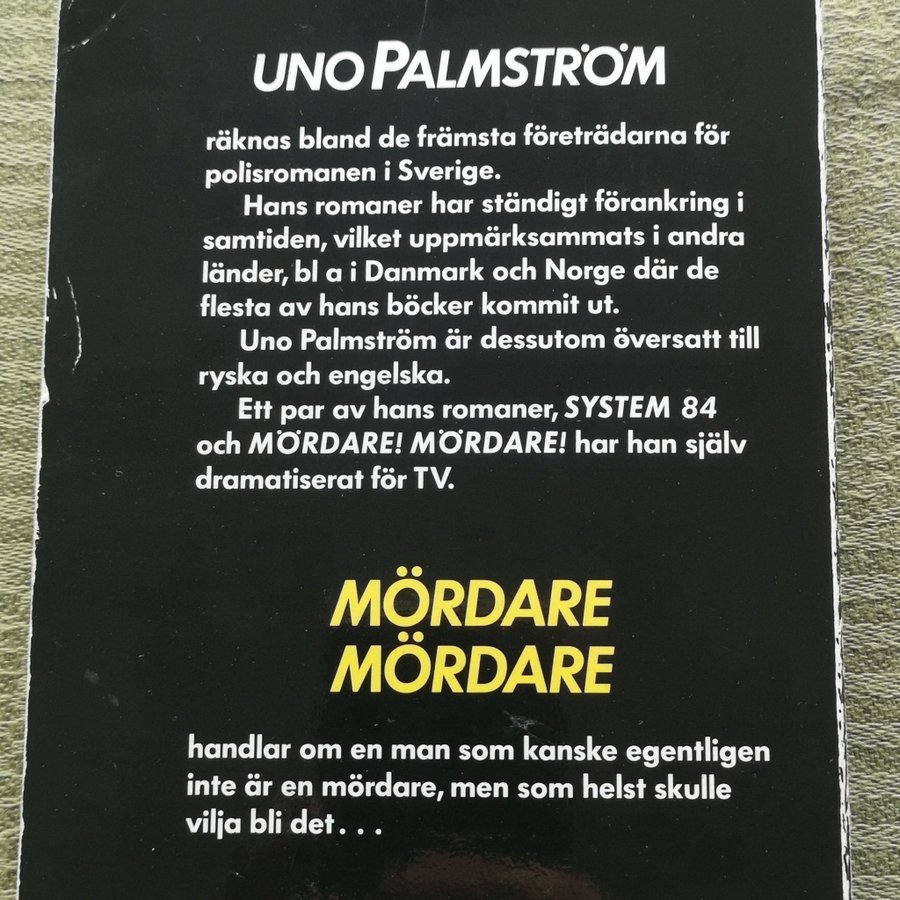 UNO PALMSTRÖM
räknas bland de främsta företrädarna för
polisromanen i Sverige.
Hans romaner har ständigt förankring i
samtiden, vilket uppmärksammats i andra
länder, bl a i Danmark och Norge där de
flesta av hans böcker kommit ut.
Uno Palmström är dessutom översatt till
ryska och engelska.
Ett par av hans romaner, SYSTEM 84
och MÖRDARE! MÖRDARE! har han själv
dramatiserat för TV.
MÖRDARE
MÖRDARE
handlar om en man som kanske egentligen
inte är en mördare, men som helst skulle
vilja bli det . . .